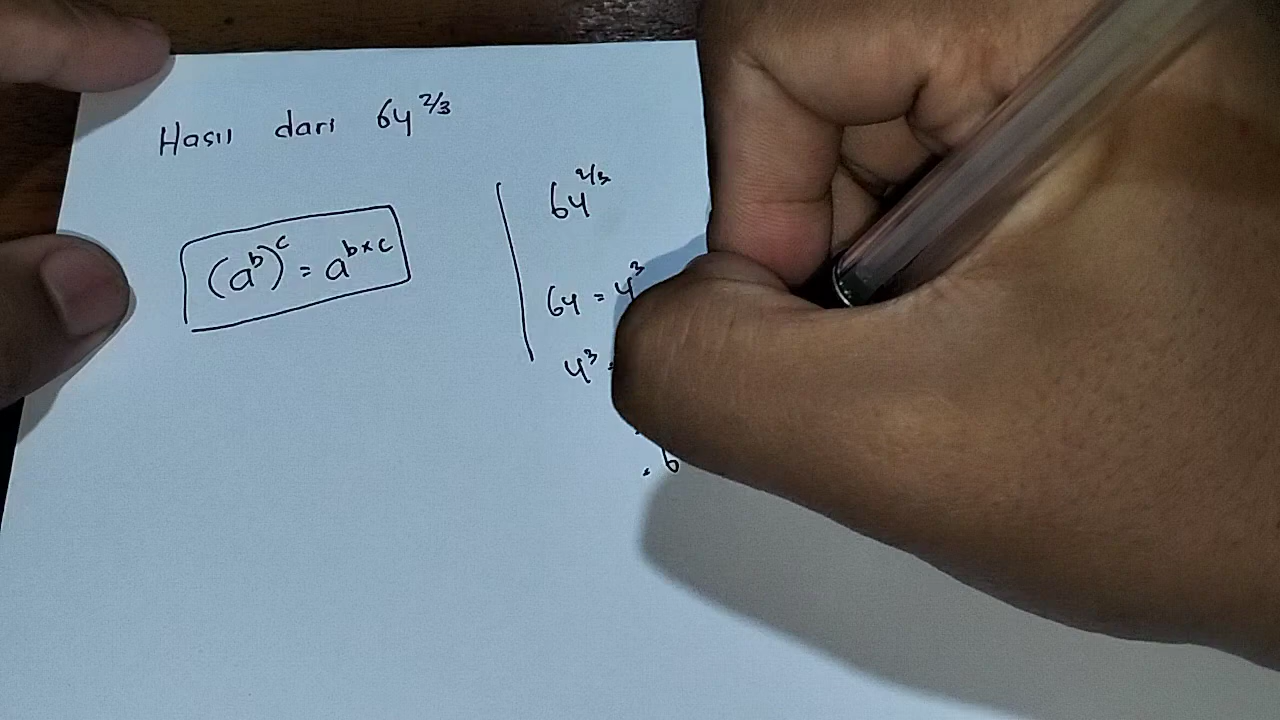 Hasil dari 64^2/3
(a^b)^c = a^b×c
64^2/3
64 = 4^3
4^3